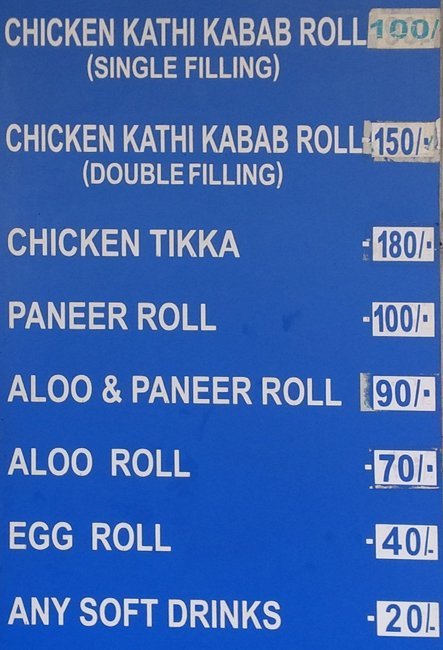 CHICKEN KATHI KABAB ROLL 100/
(SINGLE FILLING)
CHICKEN KATHI KABAB ROLL 150/-
(DOUBLE FILLING)
CHICKEN TIKKA -180/-
PANEER ROLL -100/-
ALOO & PANEER ROLL 90/-
ALOO ROLL -70/-
EGG ROLL -40/-
ANY SOFT DRINKS -20/-